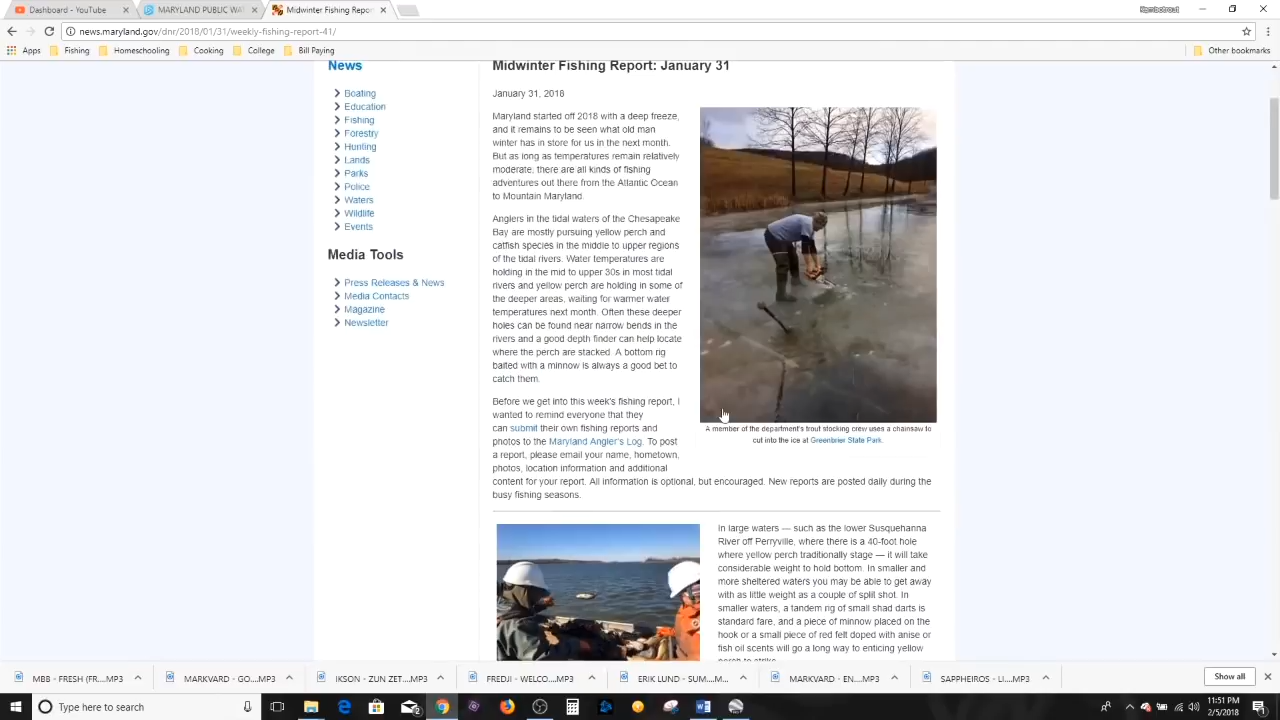 Dashboard - YouTube
MARYLAND PUBLIC WAT
Midwinter Fishing Repor
news.maryland.gov/dnr/2018/01/31/weekly-fishing-report-41/
Apps Fishing Homeschooling Cooking College Bill Paying Other bookmarks
News
Boating
Education
Fishing
Forestry
Hunting
Lands
Parks
Police
Waters
Wildlife
Events
Media Tools
Press Releases & News
Media Contacts
Magazine
Newsletter
Midwinter Fishing Report: January 31
January 31, 2018
Maryland started off 2018 with a deep freeze,
and it remains to be seen what old man
winter has in store for us in the next month.
But as long as temperatures remain relatively
moderate, there are all kinds of fishing
adventures out there from the Atlantic Ocean
to Mountain Maryland.
Anglers in the tidal waters of the Chesapeake
Bay are mostly pursuing yellow perch and
catfish species in the middle to upper regions
of the tidal rivers. Water temperatures are
holding in the mid to upper 30s in most tidal
rivers and yellow perch are holding in some of
the deeper areas, waiting for warmer water
temperatures next month. Often these deeper
holes can be found near narrow bends in the
rivers and a good depth finder can help locate
where the perch are stacked. A bottom rig
baited with a minnow is always a good bet to
catch them.
A member of the department's trout stocking crew uses a chainsaw to
cut into the ice at Greenbrier State Park.
Before we get into this week's fishing report, I
wanted to remind everyone that they
can submit their own fishing reports and
photos to the Maryland Angler's Log. To post
a report, please email your name, hometown,
photos, location information and additional
content for your report. All information is optional, but encouraged. New reports are posted daily during the
busy fishing seasons.
In large waters — such as the lower Susquehanna
River off Perryville, where there is a 40-foot hole
where yellow perch traditionally stage — it will take
considerable weight to hold bottom. In smaller and
more sheltered waters you may be able to get away
with as little weight as a couple of split shot. In
smaller waters, a tandem rig of small shad darts is
standard fare, and a piece of minnow placed on the
hook or a small piece of red felt doped with anise or
fish oil scents will go a long way to enticing yellow
perch to strike.
MBB - FRESH (FR....MP3
MARKVARD - GO....MP3
IKSON - ZUN ZET....MP3
FREDJI - WELCO....MP3
ERIK LUND - SUM....M...MP3
MARKVARD - EN....MP3
SAPPHEIROS - LI....MP3
Show all
Type here to search
11:51 PM
2/5/2018